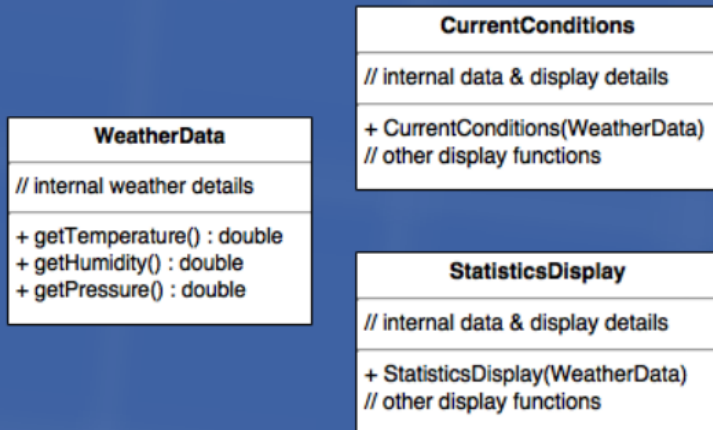 CurrentConditions
// internal data & display details
+ CurrentConditions(WeatherData)
// other display functions
WeatherData
// internal weather details
+ getTemperature() : double
+ getHumidity() : double
+ getPressure() : double
StatisticsDisplay
// internal data & display details
+ StatisticsDisplay(WeatherData)
// other display functions